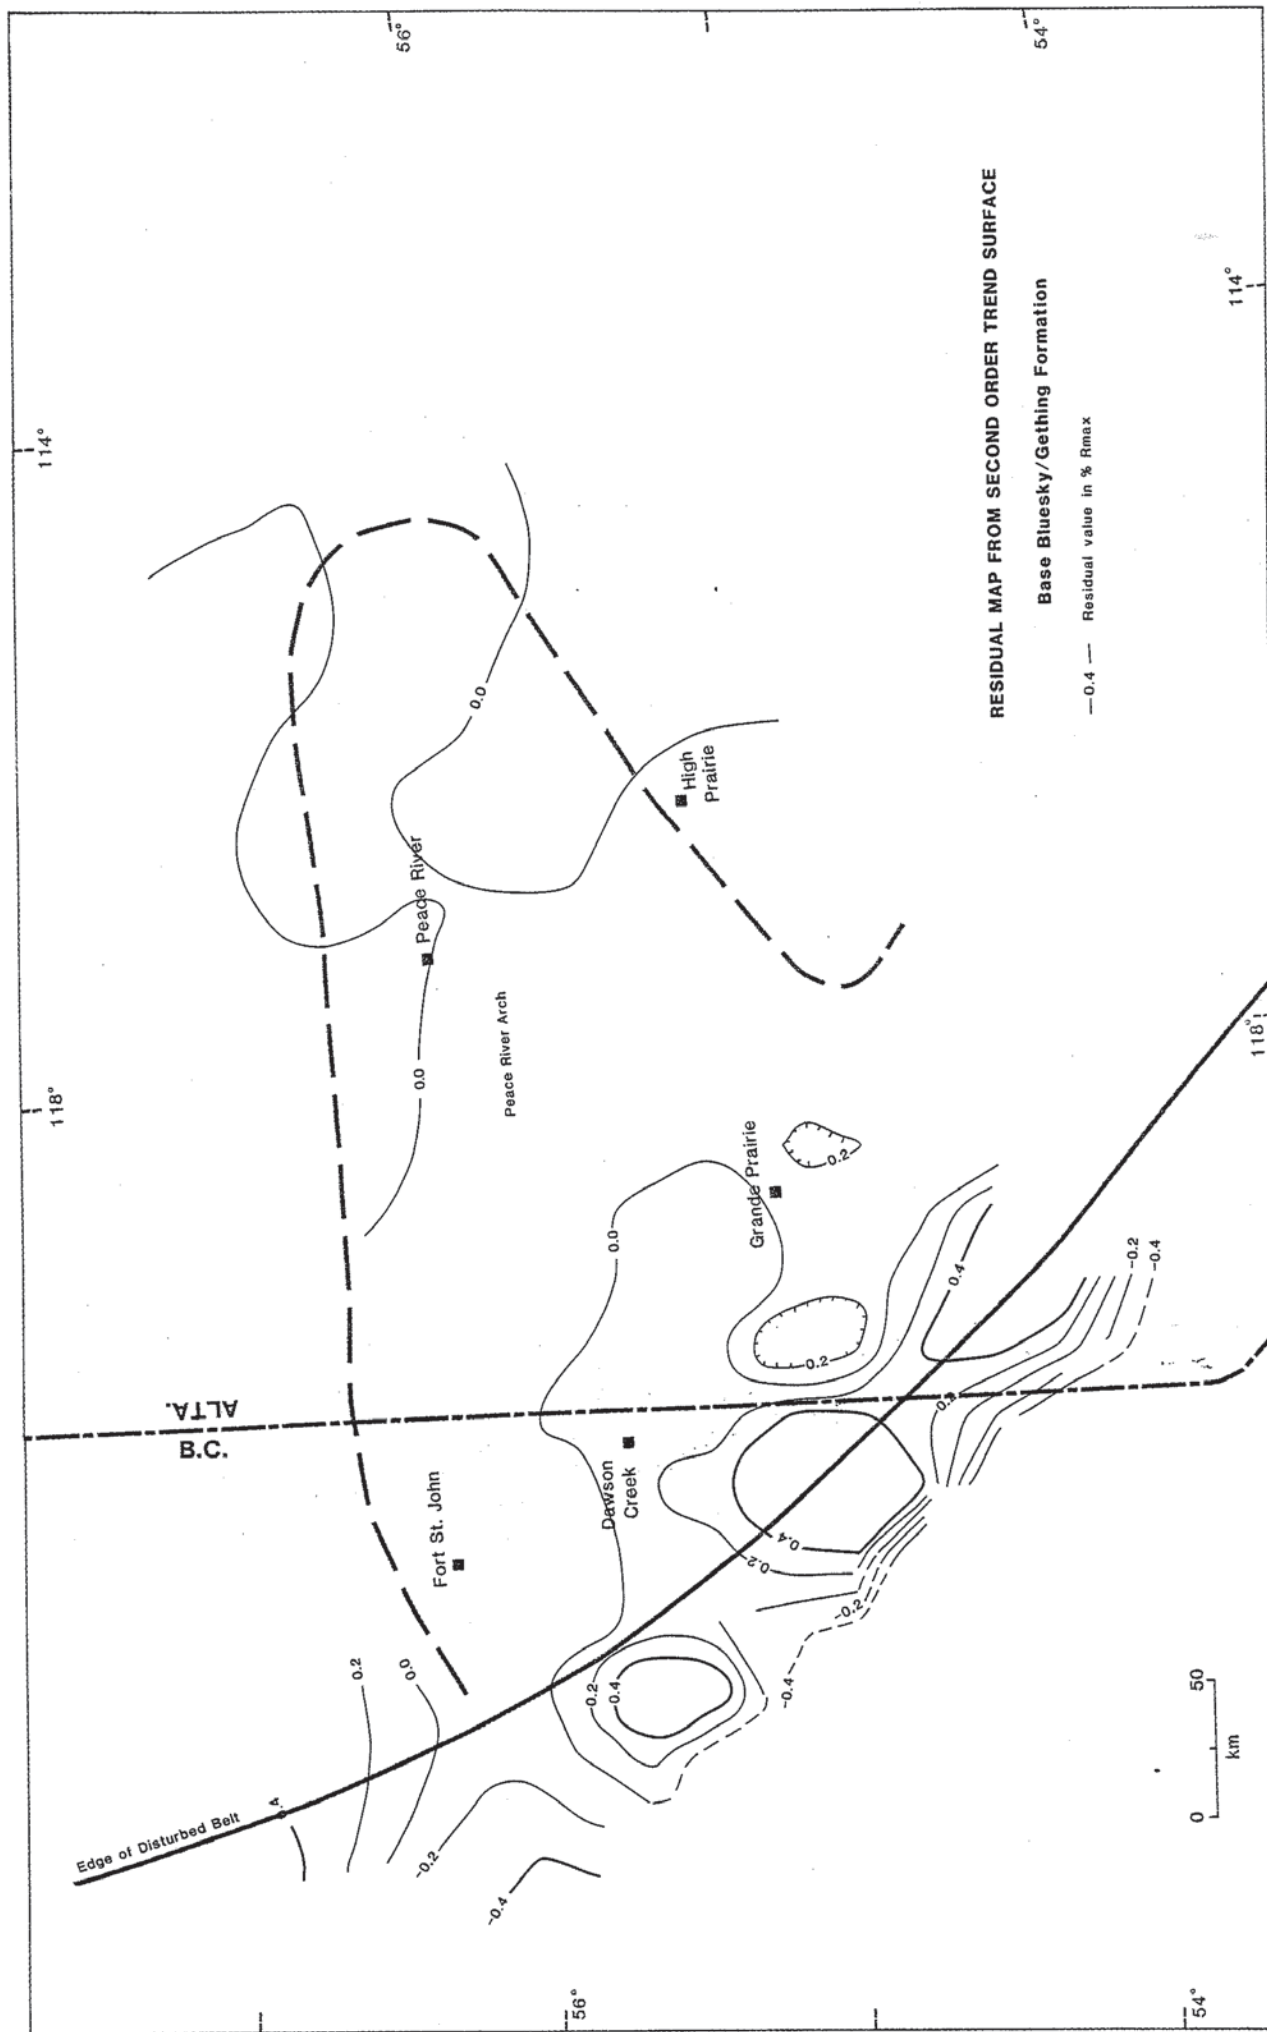 RESIDUAL MAP FROM SECOND ORDER TREND SURFACE
Base Bluesky/Gething Formation
—0.4 — Residual value in % Rmax
56°
54°
114°
114°
118°
118°
56°
54°
ALTA.
B.C.
Edge of Disturbed Belt
A
Fort St. John
Dawson
Creek
Grande Prairie
Peace River
Peace River Arch
High
Prairie
0.0
0.0
0.0
0.0
0.2
0.2
0.2
0.2
0.2
0.4
0.4
0.4
-0.2
-0.2
-0.2
-0.4
-0.4
-0.4
0
50
km